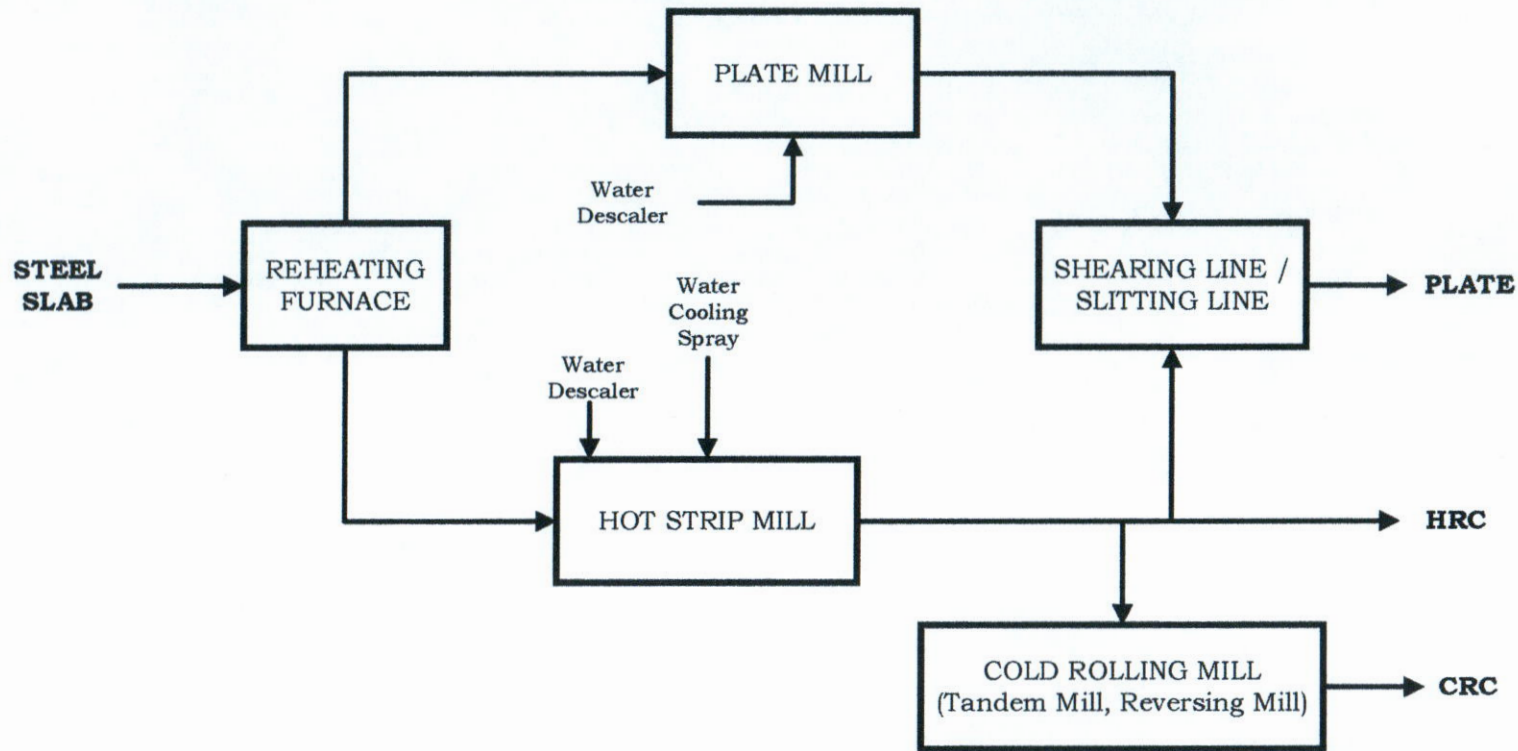 PLATE MILL
Water
Descaler
STEEL
SLAB
REHEATING
FURNACE
SHEARING LINE /
SLITTING LINE
PLATE
Water
Cooling
Spray
Water
Descaler
HOT STRIP MILL
HRC
COLD ROLLING MILL
(Tandem Mill, Reversing Mill)
CRC